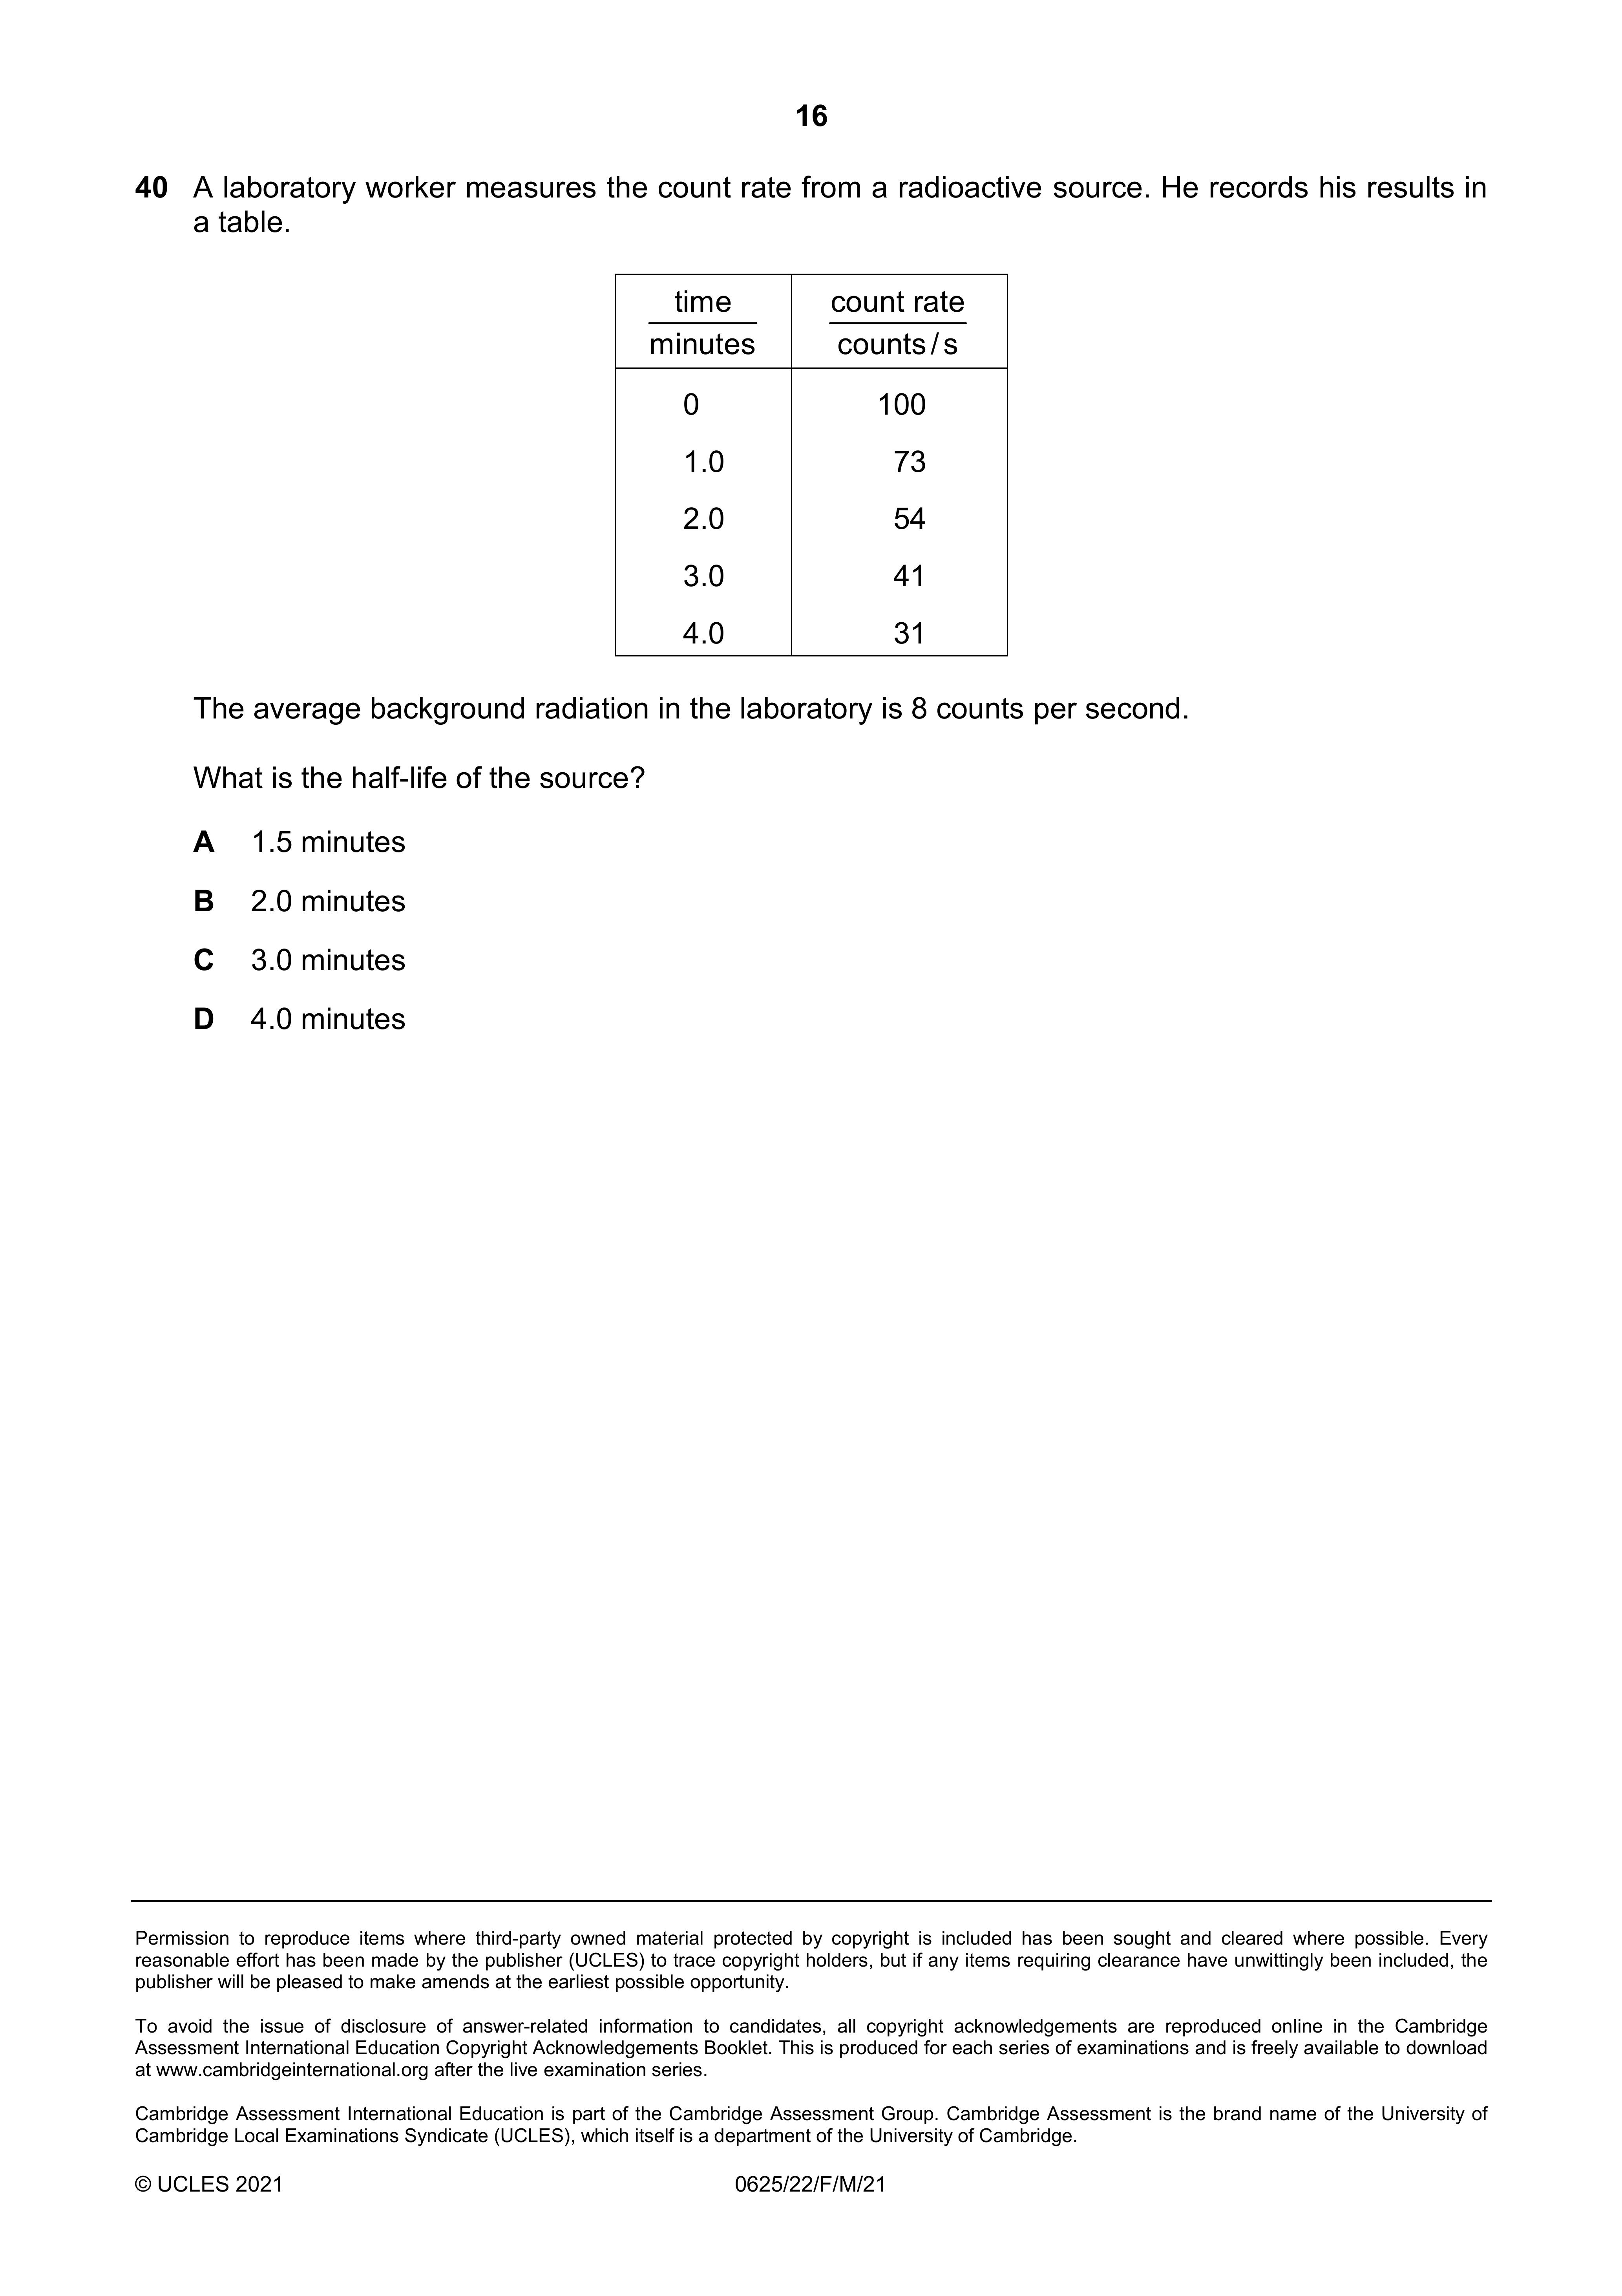 16
40 A laboratory worker measures the count rate from a radioactive source. He records his results in
a table.
time count rate
minutes counts / s
0 100
1.0 73
2.0 54
3.0 41
4.0 31
The average background radiation in the laboratory is 8 counts per second.
What is the half-life of the source?
A 1.5 minutes
B 2.0 minutes
C 3.0 minutes
D 4.0 minutes
Permission to reproduce items where third-party owned material protected by copyright is included has been sought and cleared where possible. Every
reasonable effort has been made by the publisher (UCLES) to trace copyright holders, but if any items requiring clearance have unwittingly been included, the
publisher will be pleased to make amends at the earliest possible opportunity.
To avoid the issue of disclosure of answer-related information to candidates, all copyright acknowledgements are reproduced online in the Cambridge
Assessment International Education Copyright Acknowledgements Booklet. This is produced for each series of examinations and is freely available to download
at www.cambridgeinternational.org after the live examination series.
Cambridge Assessment International Education is part of the Cambridge Assessment Group. Cambridge Assessment is the brand name of the University of
Cambridge Local Examinations Syndicate (UCLES), which itself is a department of the University of Cambridge.
© UCLES 2021 0625/22/F/M/21